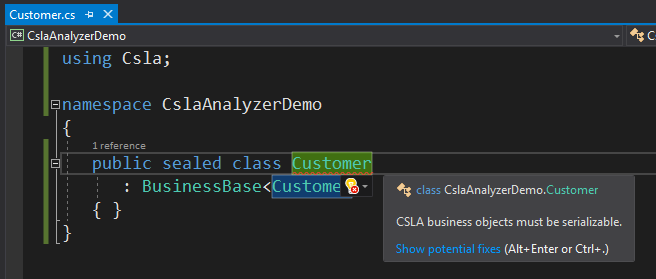 Customer.cs
CslaAnalyzerDemo
using Csla;
namespace CslaAnalyzerDemo
{
1 reference
public sealed class Customer
: BusinessBase<Custome
{ }
}
class CslaAnalyzerDemo.Customer
CSLA business objects must be serializable.
Show potential fixes (Alt+Enter or Ctrl+.)